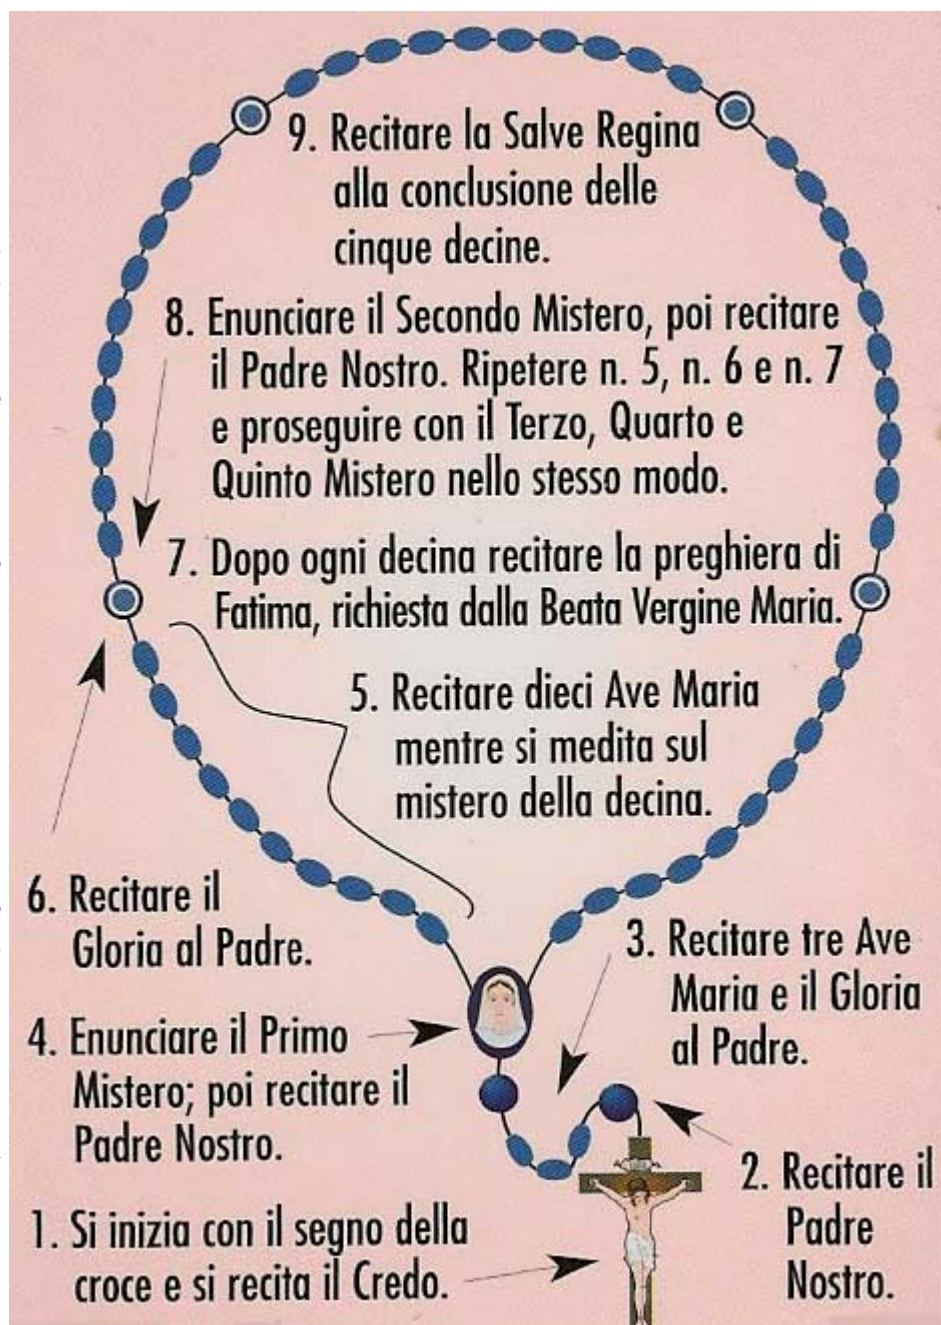 9. Recitare la Salve Regina
alla conclusione delle
cinque decine.
8. Enunciare il Secondo Mistero, poi recitare
il Padre Nostro. Ripetere n. 5, n. 6 e n. 7
e proseguire con il Terzo, Quarto e
Quinto Mistero nello stesso modo.
7. Dopo ogni decina recitare la preghiera di
Fatima, richiesta dalla Beata Vergine Maria.
5. Recitare dieci Ave Maria
mentre si medita sul
mistero della decina.
6. Recitare il
Gloria al Padre.
3. Recitare tre Ave
Maria e il Gloria
al Padre.
4. Enunciare il Primo
Mistero; poi recitare il
Padre Nostro.
2. Recitare il
Padre
Nostro.
1. Si inizia con il segno della
croce e si recita il Credo.